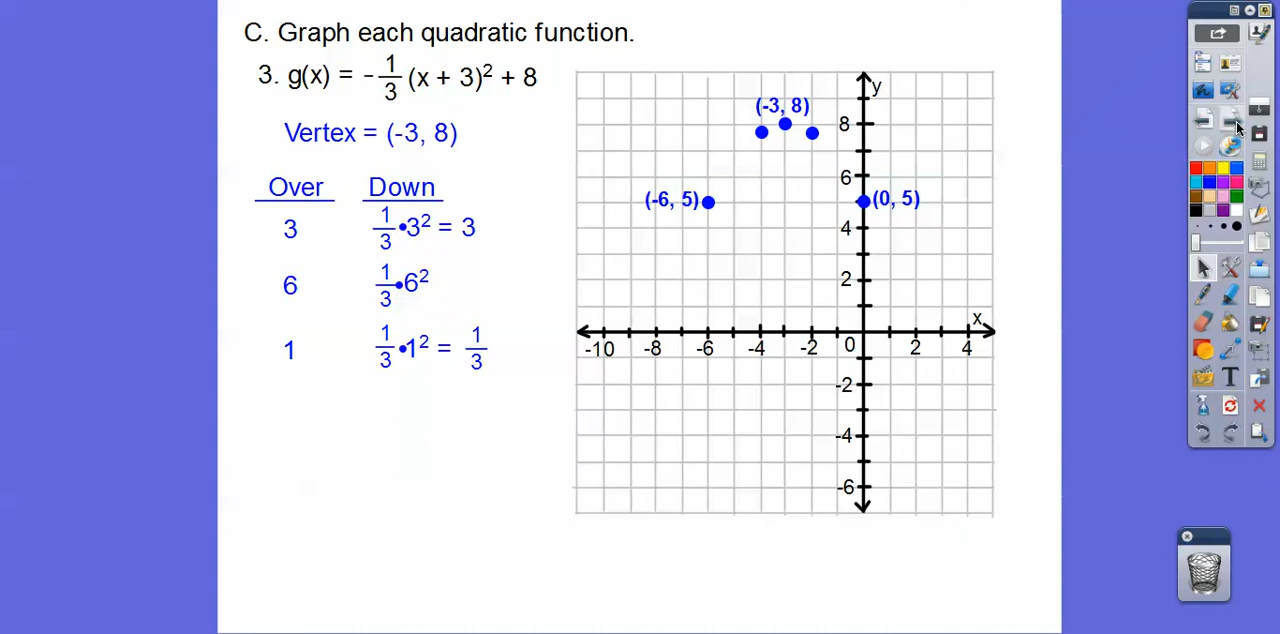 C. Graph each quadratic function.
3. g(x) = -1/3 (x + 3)² + 8
Vertex = (-3, 8)
Over Down
3 1/3•3² = 3
6 1/3•6²
1 1/3•1² = 1/3
y
(-3, 8)
8
6
(-6, 5) (0, 5)
4
2
x
-10 -8 -6 -4 -2 0 2 4
-2
-4
-6
T